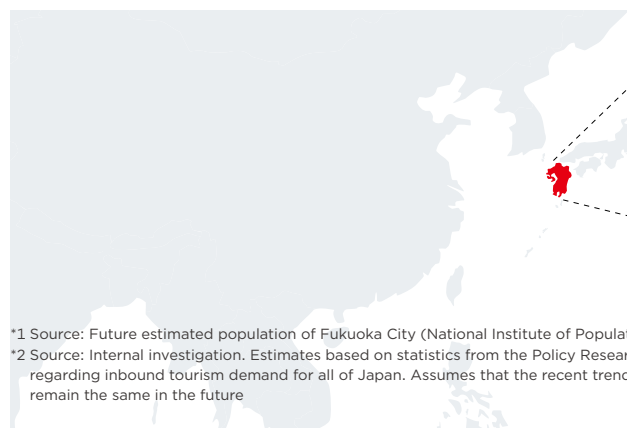 *1 Source: Future estimated population of Fukuoka City (National Institute of
*2 Source: Internal investigation. Estimates based on statistics from the Policy
regarding inbound tourism demand for all of Japan. Assumes that the recent
remain the same in the future